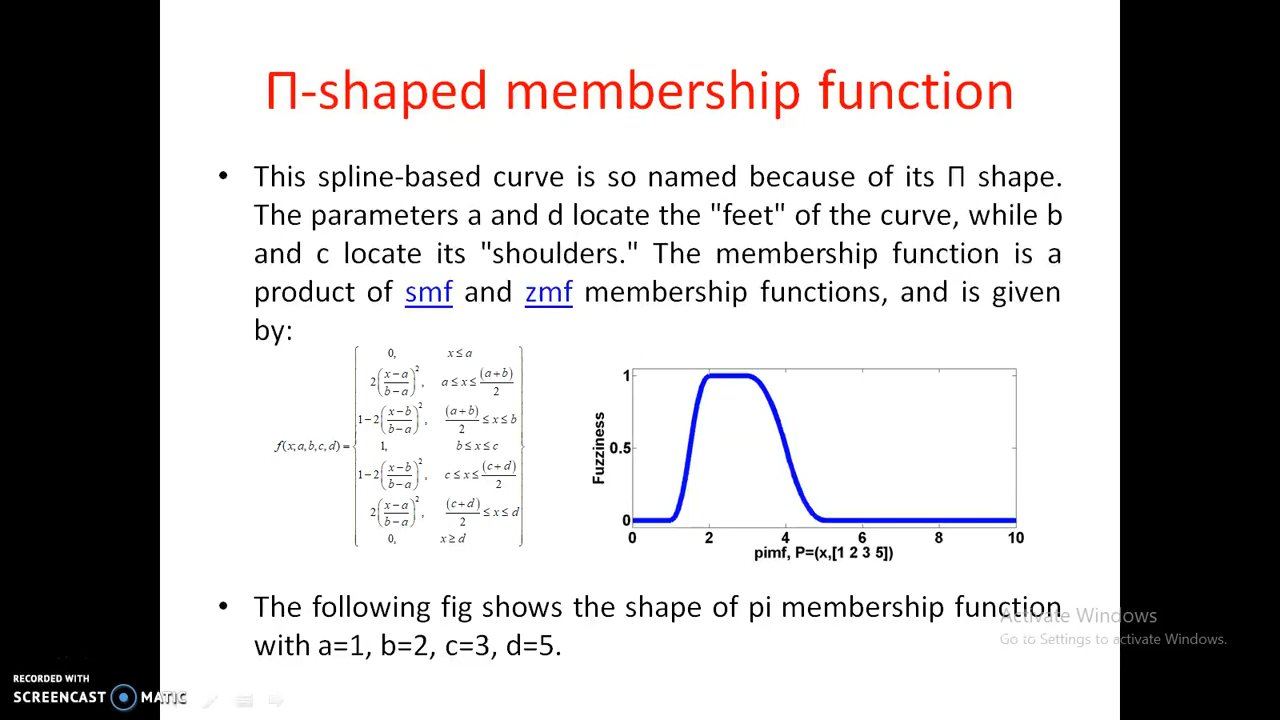 Π-shaped membership function
• This spline-based curve is so named because of its Π shape.
The parameters a and d locate the "feet" of the curve, while b
and c locate its "shoulders." The membership function is a
product of smf and zmf membership functions, and is given
by:
f(x;a,b,c,d)=
0, x ≤ a
2((x−a)/(b−a))², a ≤ x ≤ (a+b)/2
1−2((x−b)/(b−a))², (a+b)/2 ≤ x ≤ b
1, b ≤ x ≤ c
1−2((x−b)/(b−a))², c ≤ x ≤ (c+d)/2
2((x−a)/(b−a))², (c+d)/2 ≤ x ≤ d
0, x ≥ d
Fuzziness
1
0.5
0
0 2 4 6 8 10
pimf, P=(x,[1 2 3 5])
• The following fig shows the shape of pi membership function
with a=1, b=2, c=3, d=5.
Activate Windows
Go to Settings to activate Windows.
RECORDED WITH
SCREENCAST MATIC